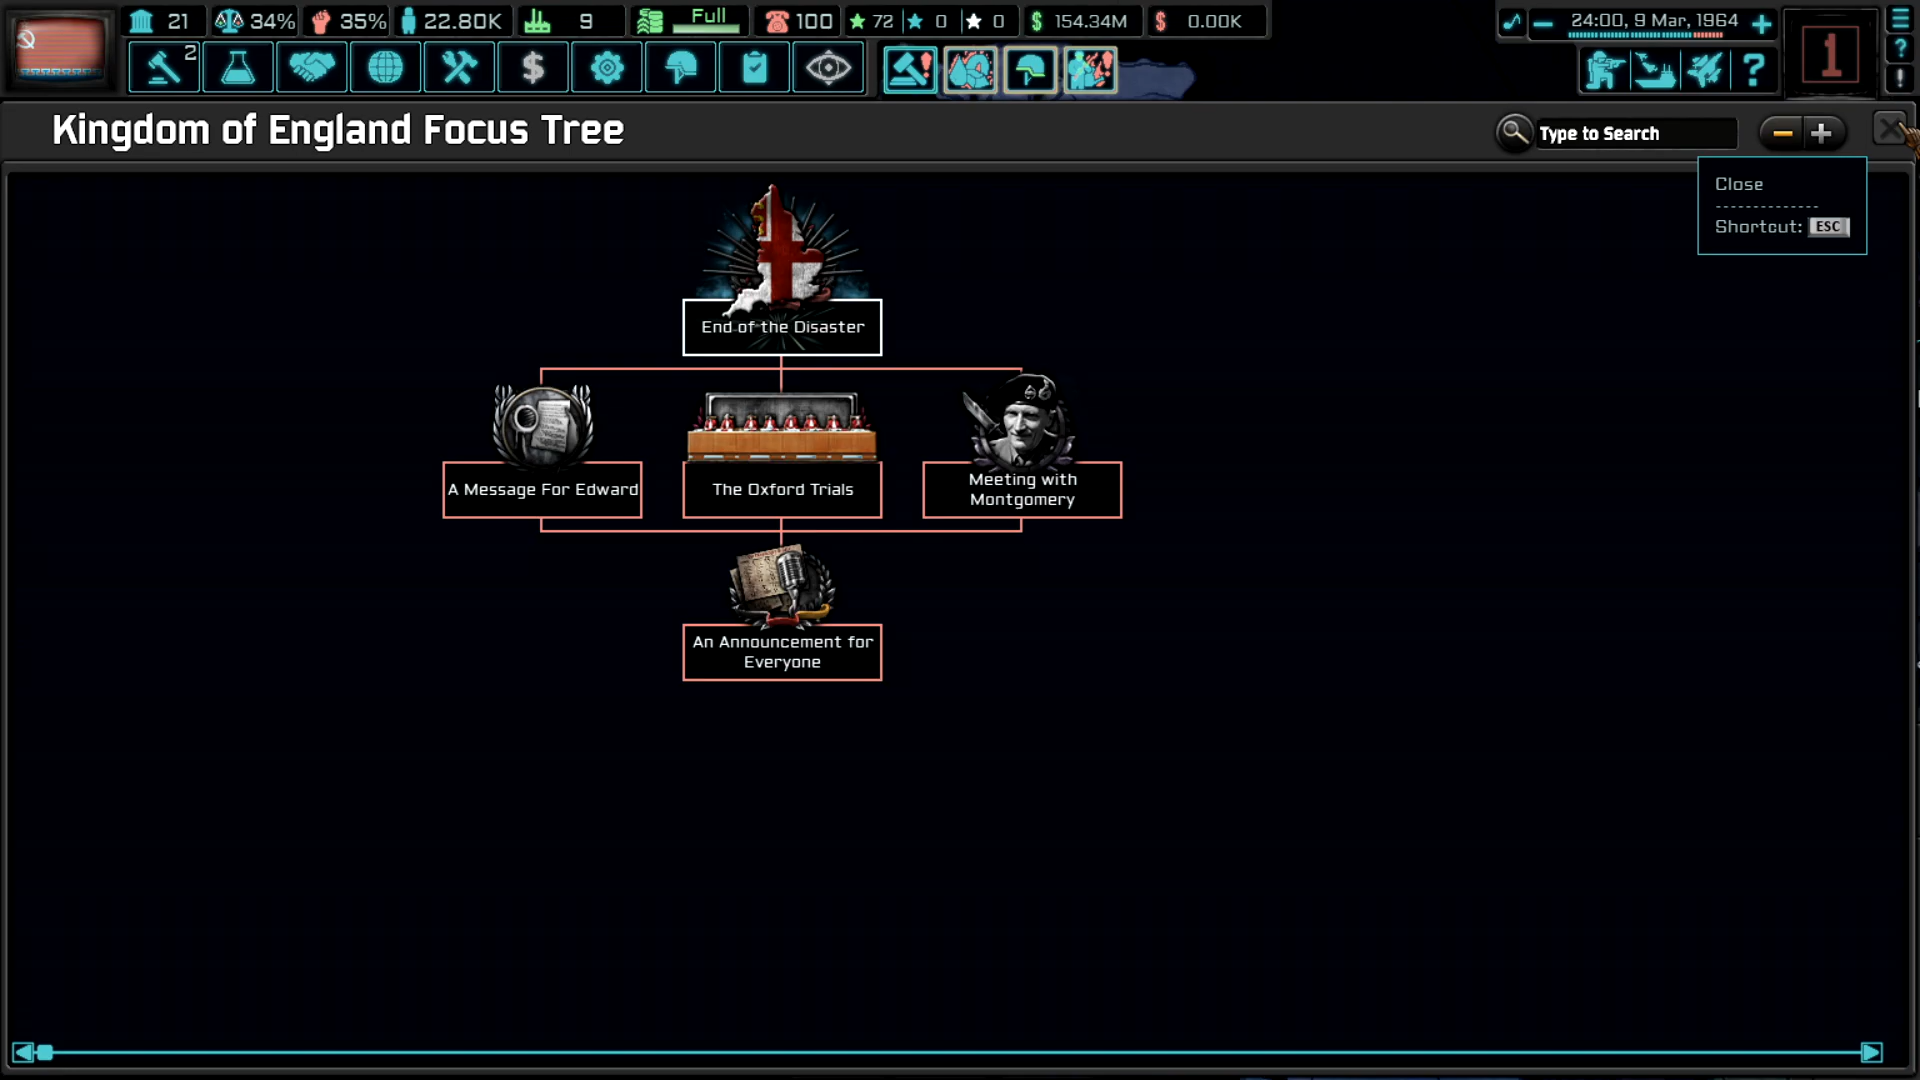 21 34% 35% 22.80K 9 Full 100 72 0 0 $ 154.34M $ 0.00K 24:00, 9 Mar, 1964
2
1
Kingdom of England Focus Tree
Type to Search
Close
Shortcut: ESC
End of the Disaster
A Message For Edward
The Oxford Trials
Meeting with
Montgomery
An Announcement for
Everyone